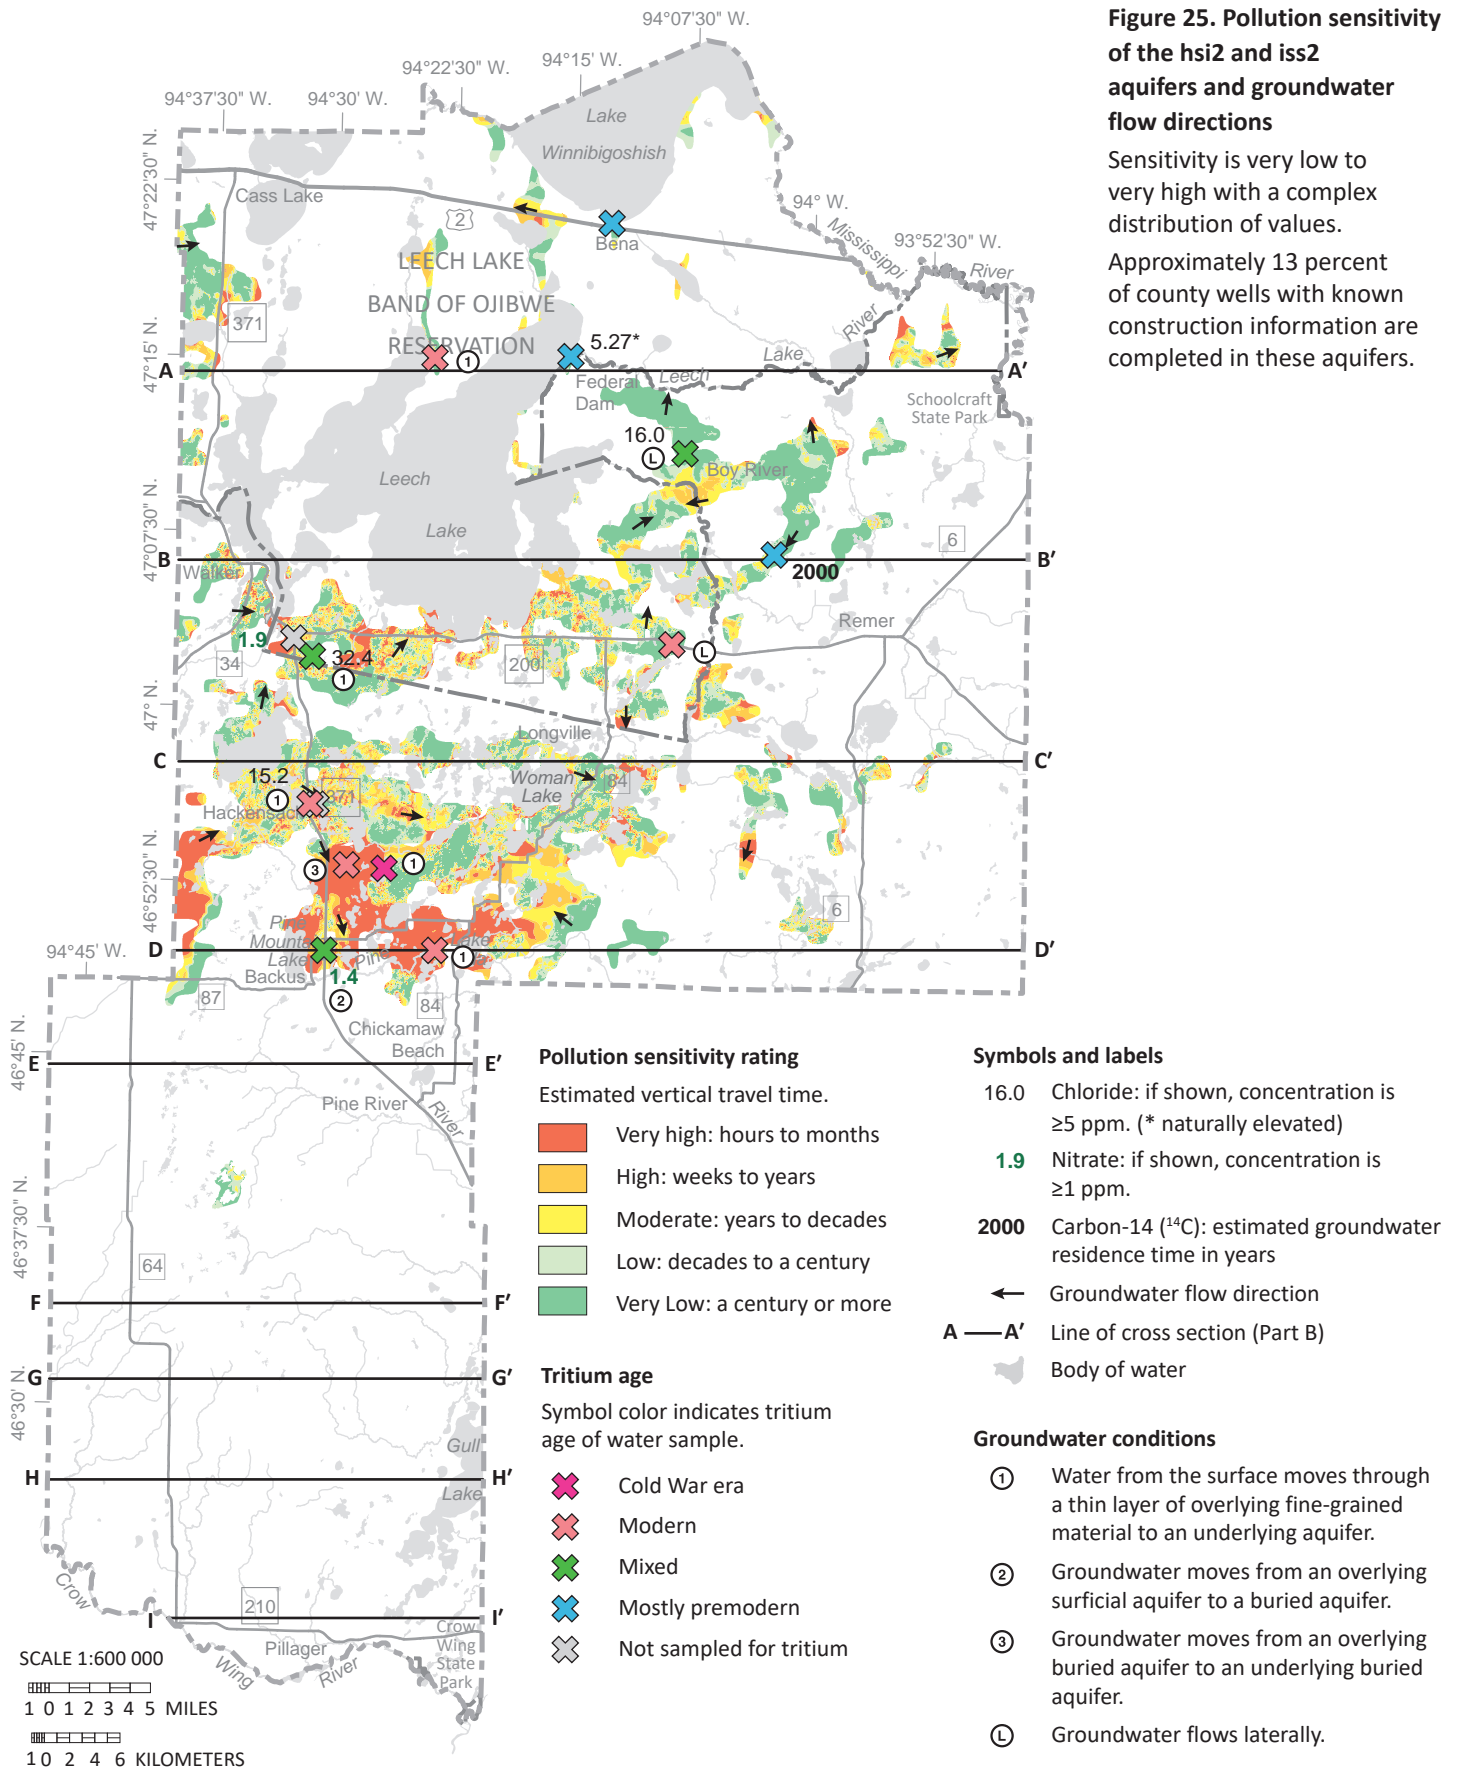 Figure 25. Pollution sensitivity
of the hsi2 and iss2
aquifers and groundwater
flow directions
Sensitivity is very low to
very high with a complex
distribution of values.
Approximately 13 percent
of county wells with known
construction information are
completed in these aquifers.
94°07'30" W.
94°15' W.
94°22'30" W.
94°37'30" W.
94°30' W.
47°22'30" N.
Lake
Winnibigoshish
Cass Lake
2
Bena
94° W.
Mississippi
93°52'30" W.
River
LEECH LAKE
BAND OF OJIBWE
RESERVATION
371
47°15' N.
1
5.27*
River
Lake
Leech
A
A′
Federal
Dam
Schoolcraft
State Park
16.0
L
Boy River
Leech
Lake
47°07'30" N.
6
B
B′
Walker
2000
Remer
1.9
34
32.4
1
200
L
47° N.
Longville
C
C′
15.2
1
Woman
Lake
84
371
Hackensack
3
1
46°52'30" N.
6
Pine
Mountain
Lake
94°45' W.
D
D′
Pine
Lake
1
Backus
1.4
87
2
84
Chickamaw
Beach
46°45' N.
E
E′
Pine River
River
46°37'30" N.
64
F
F′
46°30' N.
G
G′
Gull
Lake
H
H′
Crow
210
I
I′
Pillager
Wing
River
Crow
Wing
State
Park
SCALE 1:600 000
1 0 1 2 3 4 5 MILES
1 0 2 4 6 KILOMETERS
Pollution sensitivity rating
Estimated vertical travel time.
Very high: hours to months
High: weeks to years
Moderate: years to decades
Low: decades to a century
Very Low: a century or more
Tritium age
Symbol color indicates tritium
age of water sample.
Cold War era
Modern
Mixed
Mostly premodern
Not sampled for tritium
Symbols and labels
16.0 Chloride: if shown, concentration is
≥5 ppm. (* naturally elevated)
1.9 Nitrate: if shown, concentration is
≥1 ppm.
2000 Carbon-14 (¹⁴C): estimated groundwater
residence time in years
Groundwater flow direction
A A′ Line of cross section (Part B)
Body of water
Groundwater conditions
1 Water from the surface moves through
a thin layer of overlying fine-grained
material to an underlying aquifer.
2 Groundwater moves from an overlying
surficial aquifer to a buried aquifer.
3 Groundwater moves from an overlying
buried aquifer to an underlying buried
aquifer.
L Groundwater flows laterally.